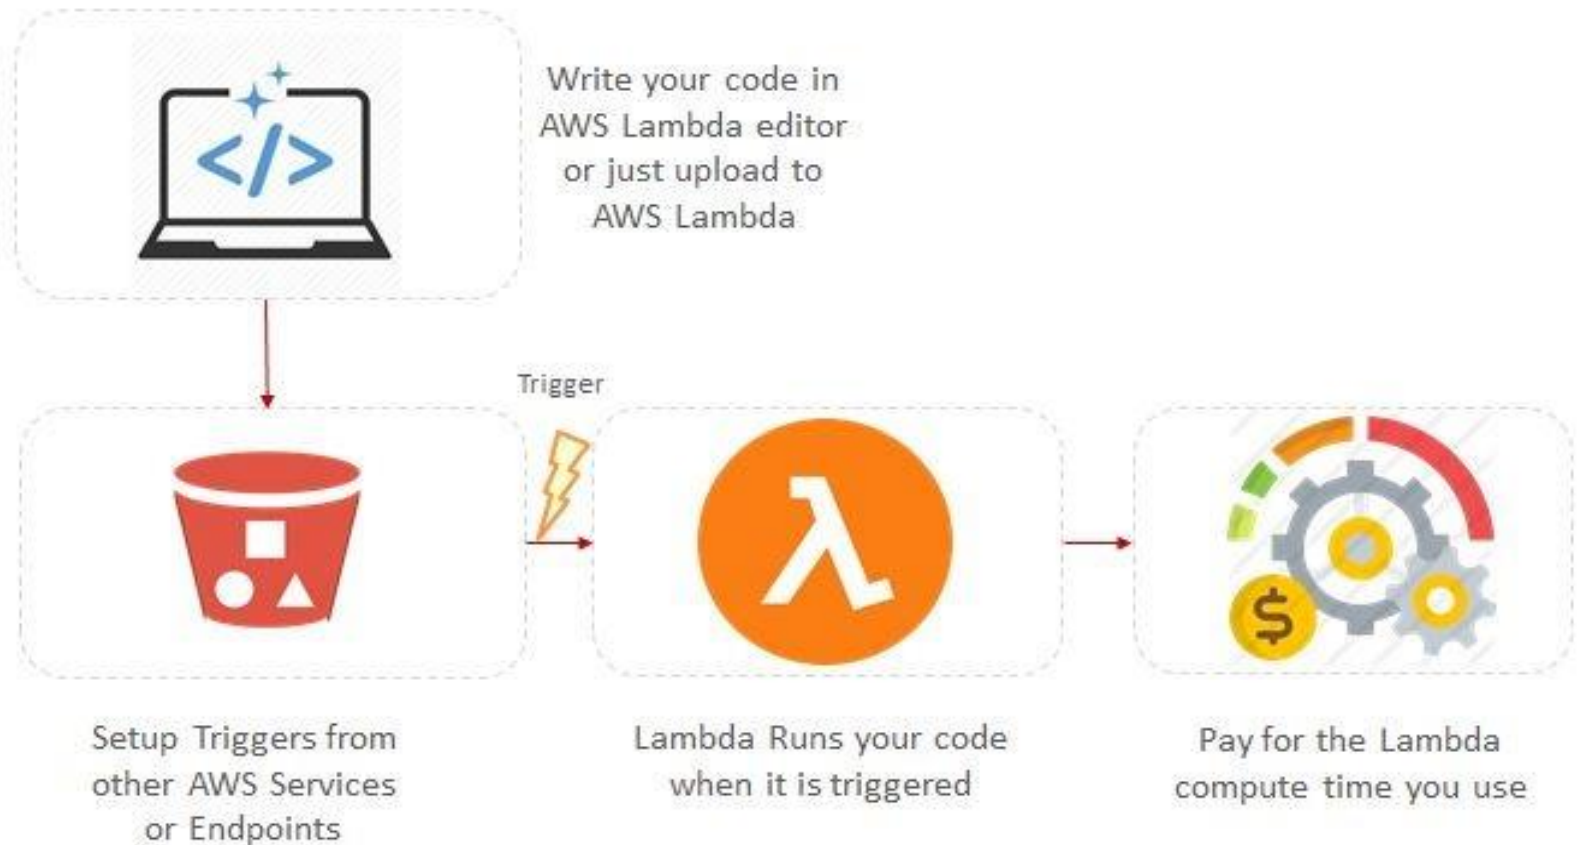 Write your code in
AWS Lambda editor
or just upload to
AWS Lambda
</>
Trigger
$
λ
Setup Triggers from
other AWS Services
or Endpoints
Lambda Runs your code
when it is triggered
Pay for the Lambda
compute time you use